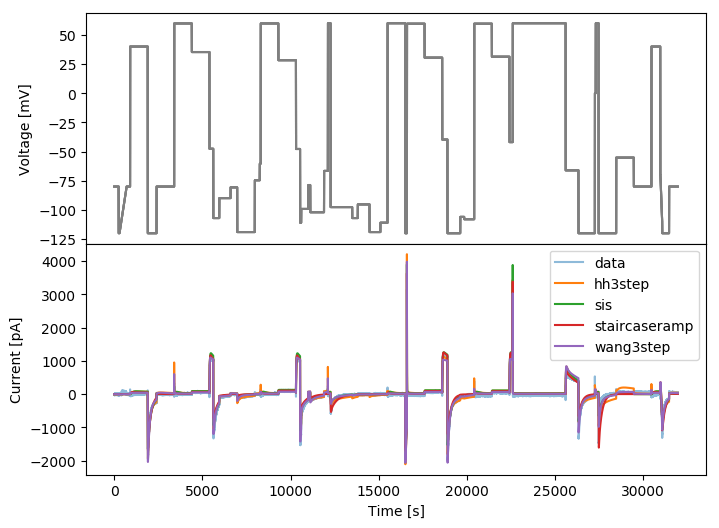 50
25
0
−25
−50
−75
−100
−125
Voltage [mV]
4000
3000
2000
1000
0
−1000
−2000
Current [pA]
data
hh3step
sis
staircaseramp
wang3step
0 5000 10000 15000 20000 25000 30000
Time [s]